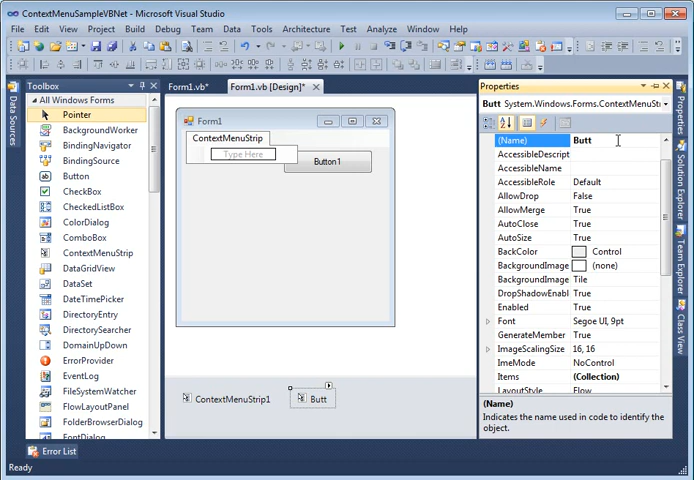 ContextMenuSampleVBNet - Microsoft Visual Studio
File Edit View Project Build Debug Team Data Tools Architecture Test Analyze Window Help
Data Sources
Toolbox
All Windows Forms
Pointer
BackgroundWorker
BindingNavigator
BindingSource
Button
CheckBox
CheckedListBox
ColorDialog
ComboBox
ContextMenuStrip
DataGridView
DataSet
DateTimePicker
DirectoryEntry
DirectorySearcher
DomainUpDown
ErrorProvider
EventLog
FileSystemWatcher
FlowLayoutPanel
FolderBrowserDialog
FontDialog
Form1.vb* Form1.vb [Design]*
Form1
ContextMenuStrip
Type Here
Button1
ContextMenuStrip1 Butt
Properties
Butt System.Windows.Forms.ContextMenuStr
(Name) Butt
AccessibleDescript
AccessibleName
AccessibleRole Default
AllowDrop False
AllowMerge True
AutoClose True
AutoSize True
BackColor Control
BackgroundImage (none)
BackgroundImage Tile
DropShadowEnabl True
Enabled True
Font Segoe UI, 9pt
GenerateMember True
ImageScalingSize 16, 16
ImeMode NoControl
Items (Collection)
LayoutStyle Flow
(Name)
Indicates the name used in code to identify the
object.
Properties
Solution Explorer
Team Explorer
Class View
Error List
Ready